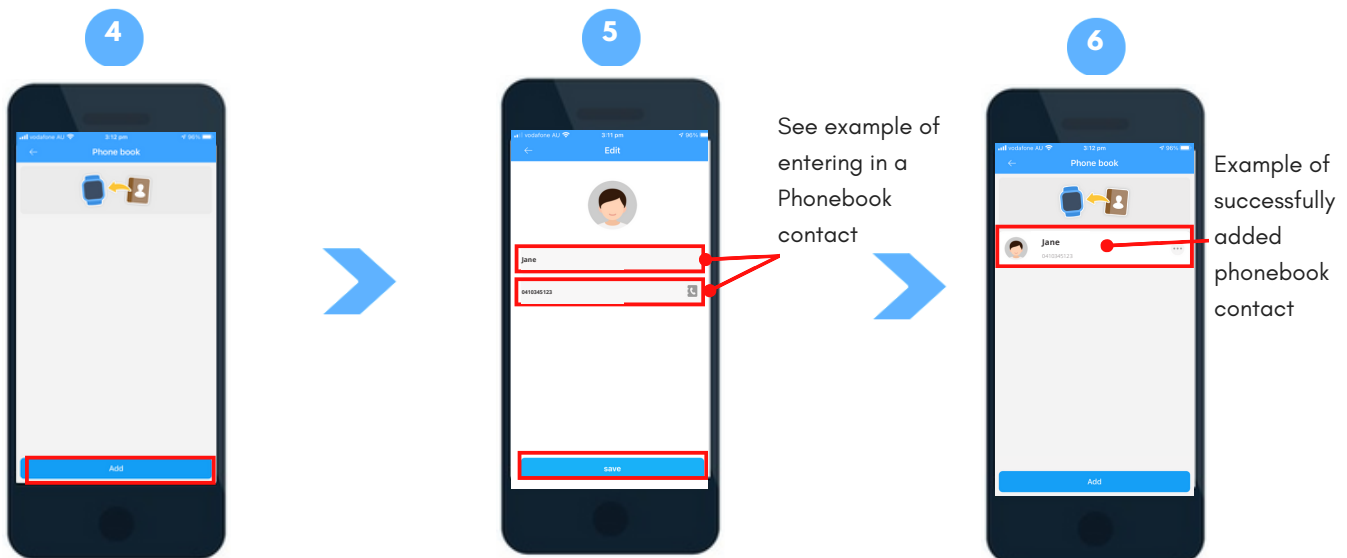 4
5
6
vodafone AU 3:12 pm 96%
Phone book
Add
vodafone AU 3:11 pm 96%
Edit
Jane
0410345123
save
See example of
entering in a
Phonebook
contact
vodafone AU 3:12 pm 96%
Phone book
Jane
0410345123
Add
Example of
successfully
added
phonebook
contact